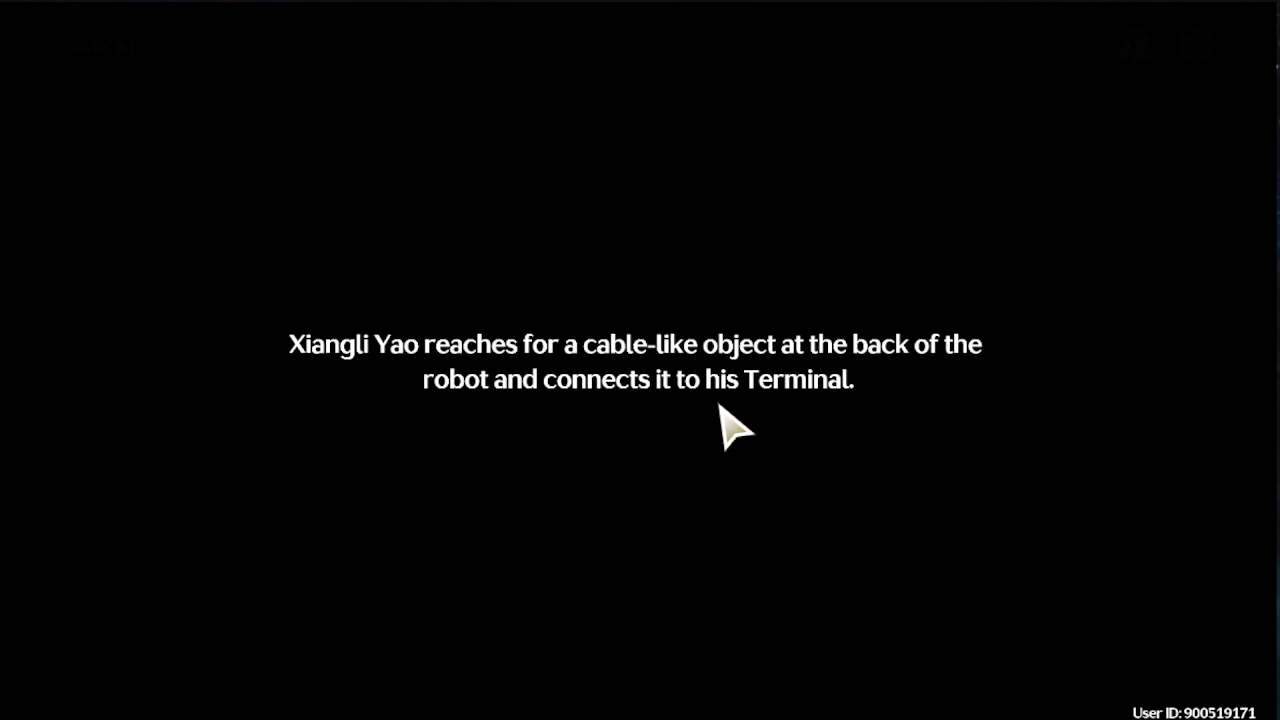 Xiangli Yao reaches for a cable-like object at the back of the
robot and connects it to his Terminal.
User ID: 900519171